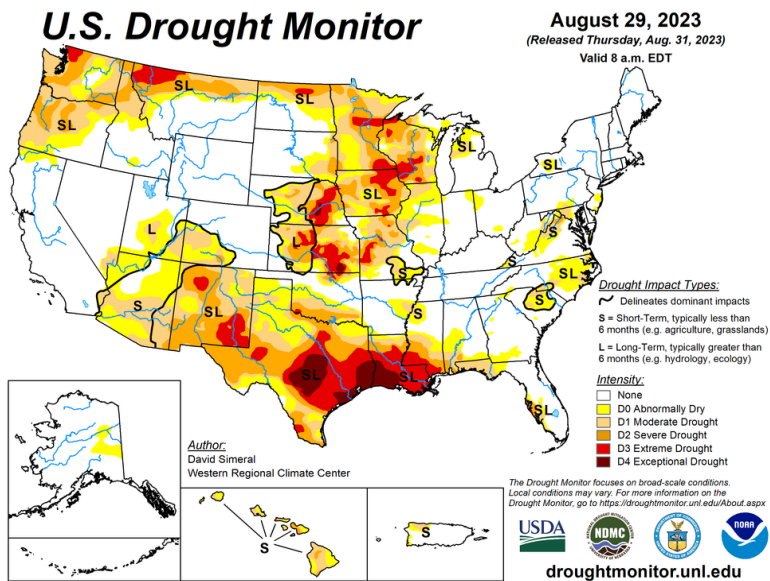 U.S. Drought Monitor
August 29, 2023
(Released Thursday, Aug. 31, 2023)
Valid 8 a.m. EDT
SL
SL
SL
SL
SL
SL
L
L
S
S
SL
S
SL
S
S
S
SL
SL
SL
SL
Drought Impact Types:
Delineates dominant impacts
S = Short-Term, typically less than
6 months (e.g. agriculture, grasslands)
L = Long-Term, typically greater than
6 months (e.g. hydrology, ecology)
Intensity:
None
D0 Abnormally Dry
D1 Moderate Drought
D2 Severe Drought
D3 Extreme Drought
D4 Exceptional Drought
Author:
David Simeral
Western Regional Climate Center
S
S
The Drought Monitor focuses on broad-scale conditions.
Local conditions may vary. For more information on the
Drought Monitor, go to https://droughtmonitor.unl.edu/About.aspx
USDA
NDMC
NOAA
droughtmonitor.unl.edu